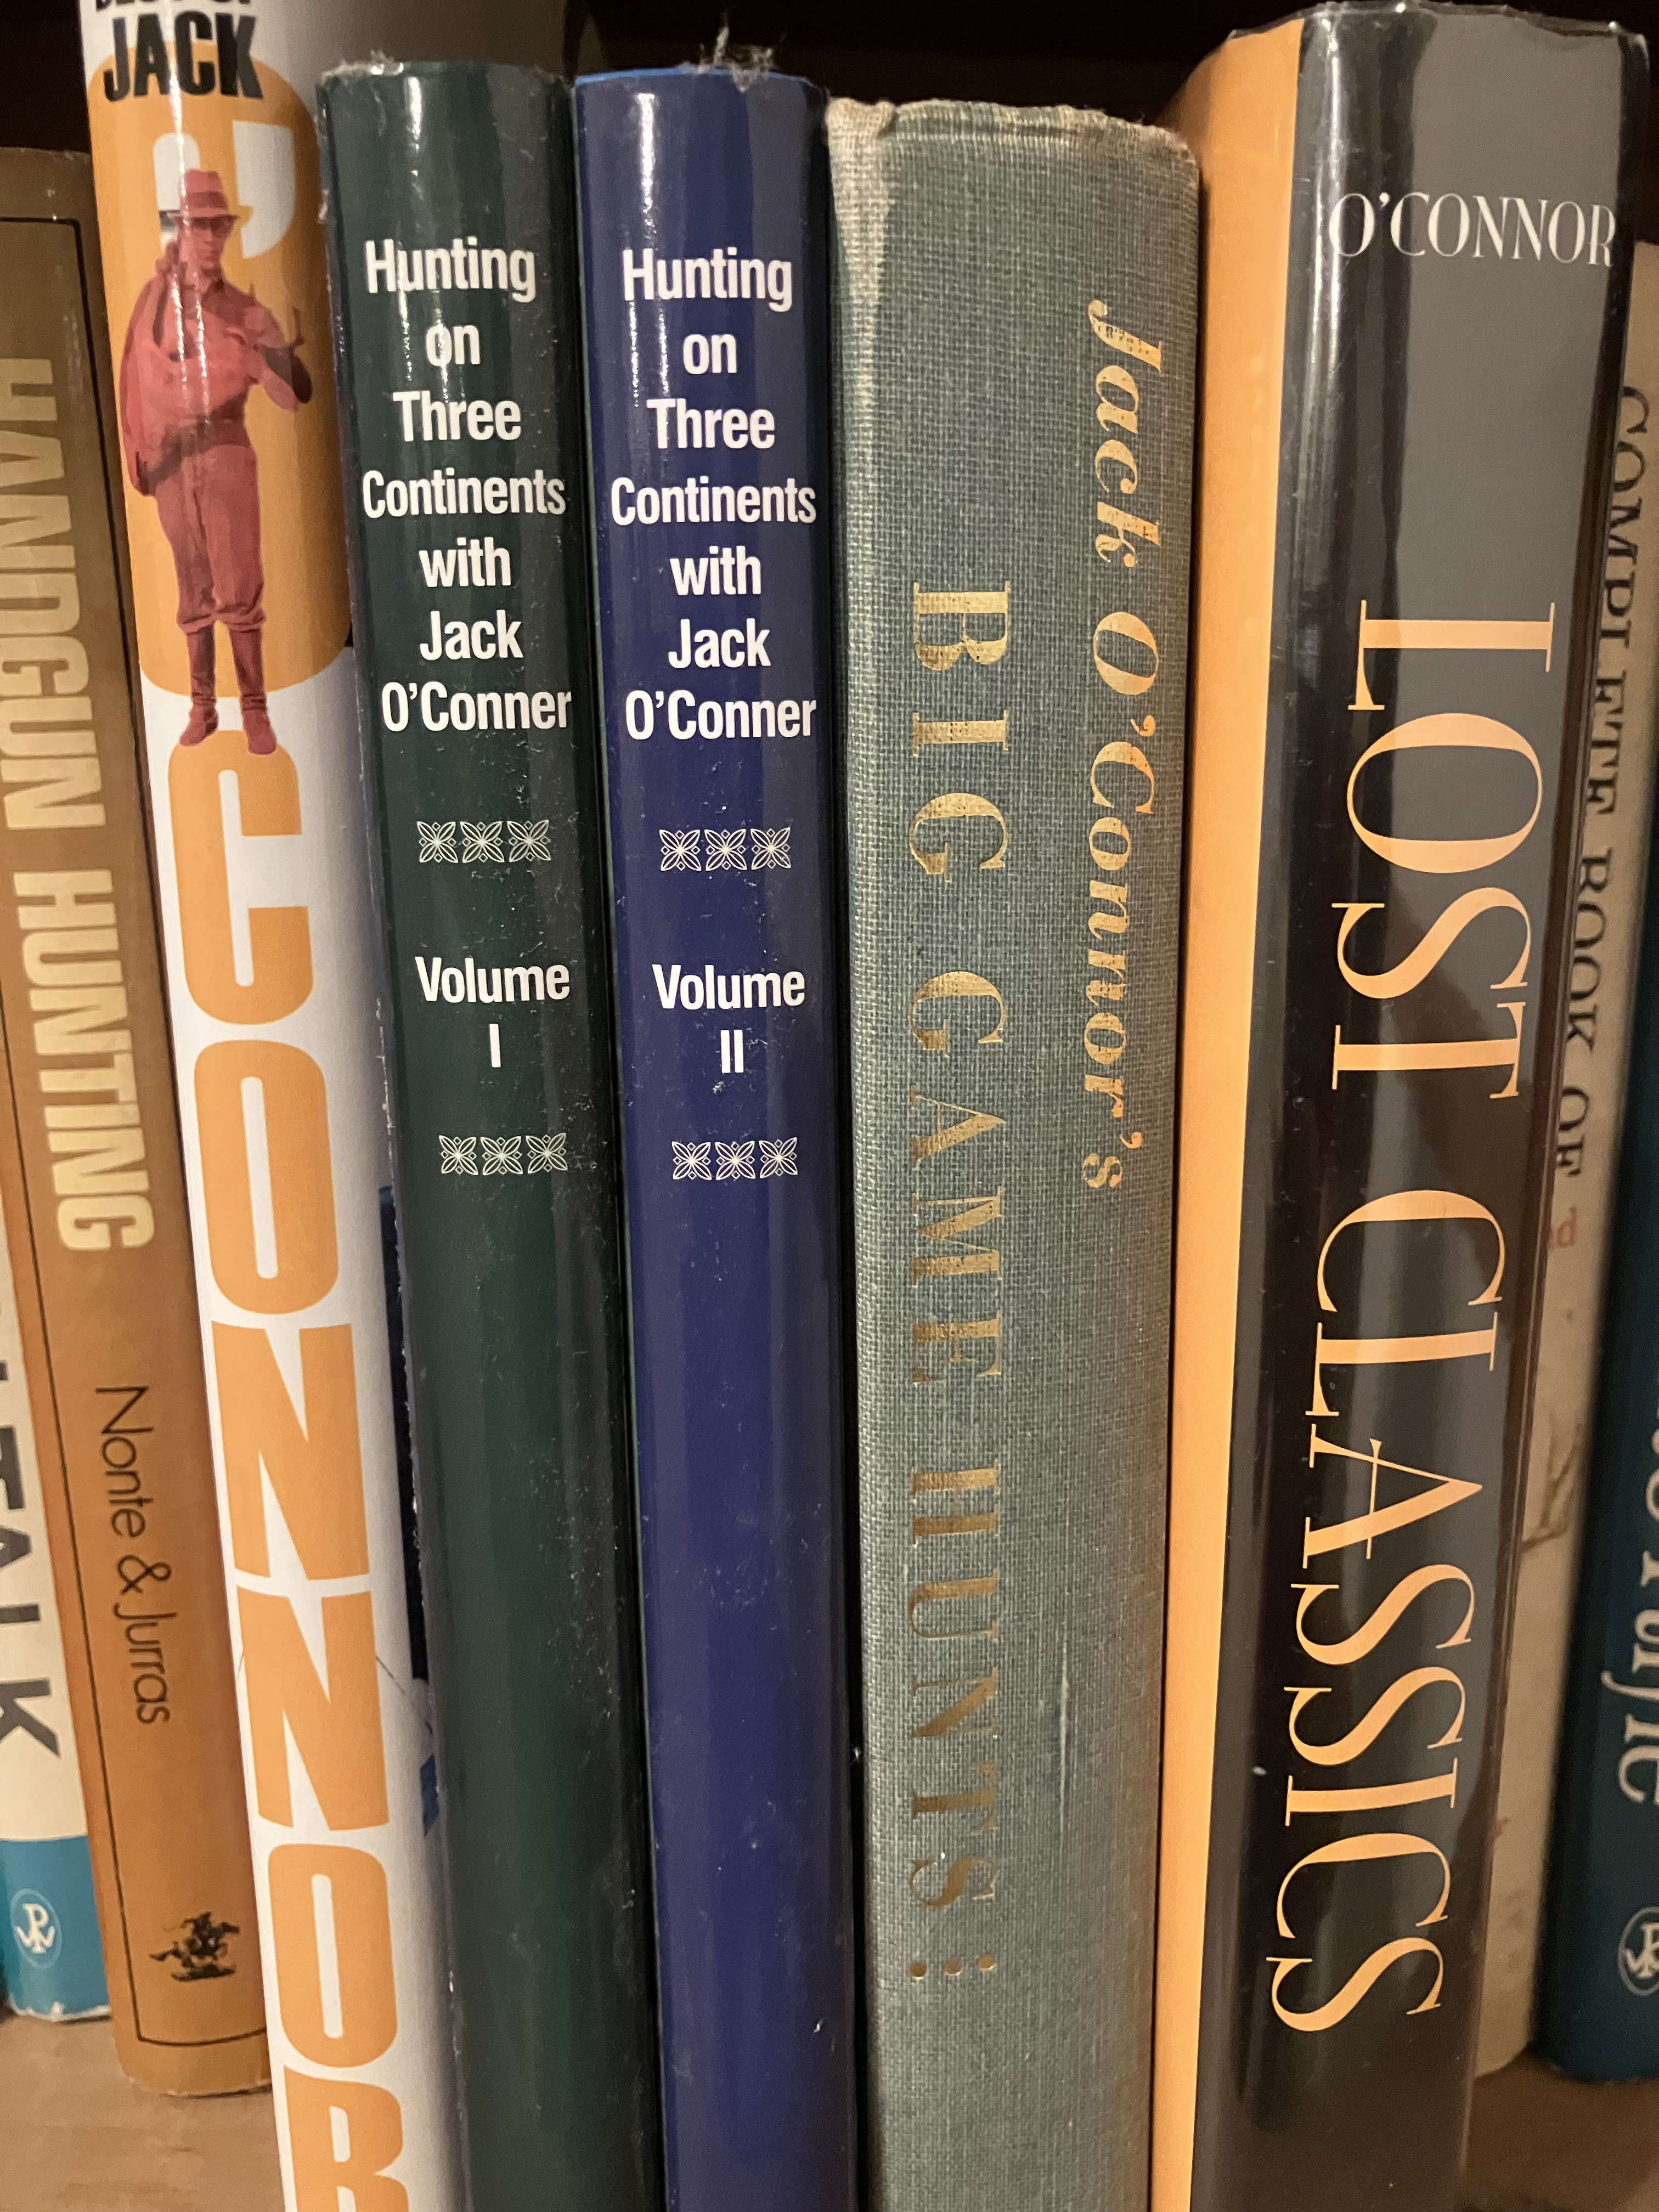 TALK
HANDGUN HUNTING
Nonte & Jurras
JACK
O'
CONNOR
Hunting
on
Three
Continents
with
Jack
O'Conner
Volume
I
Hunting
on
Three
Continents
with
Jack
O'Conner
Volume
II
Jack O'Connor's
BIG GAME HUNTS:
O'CONNOR
LOST CLASSICS
COMPLETE BOOK OF